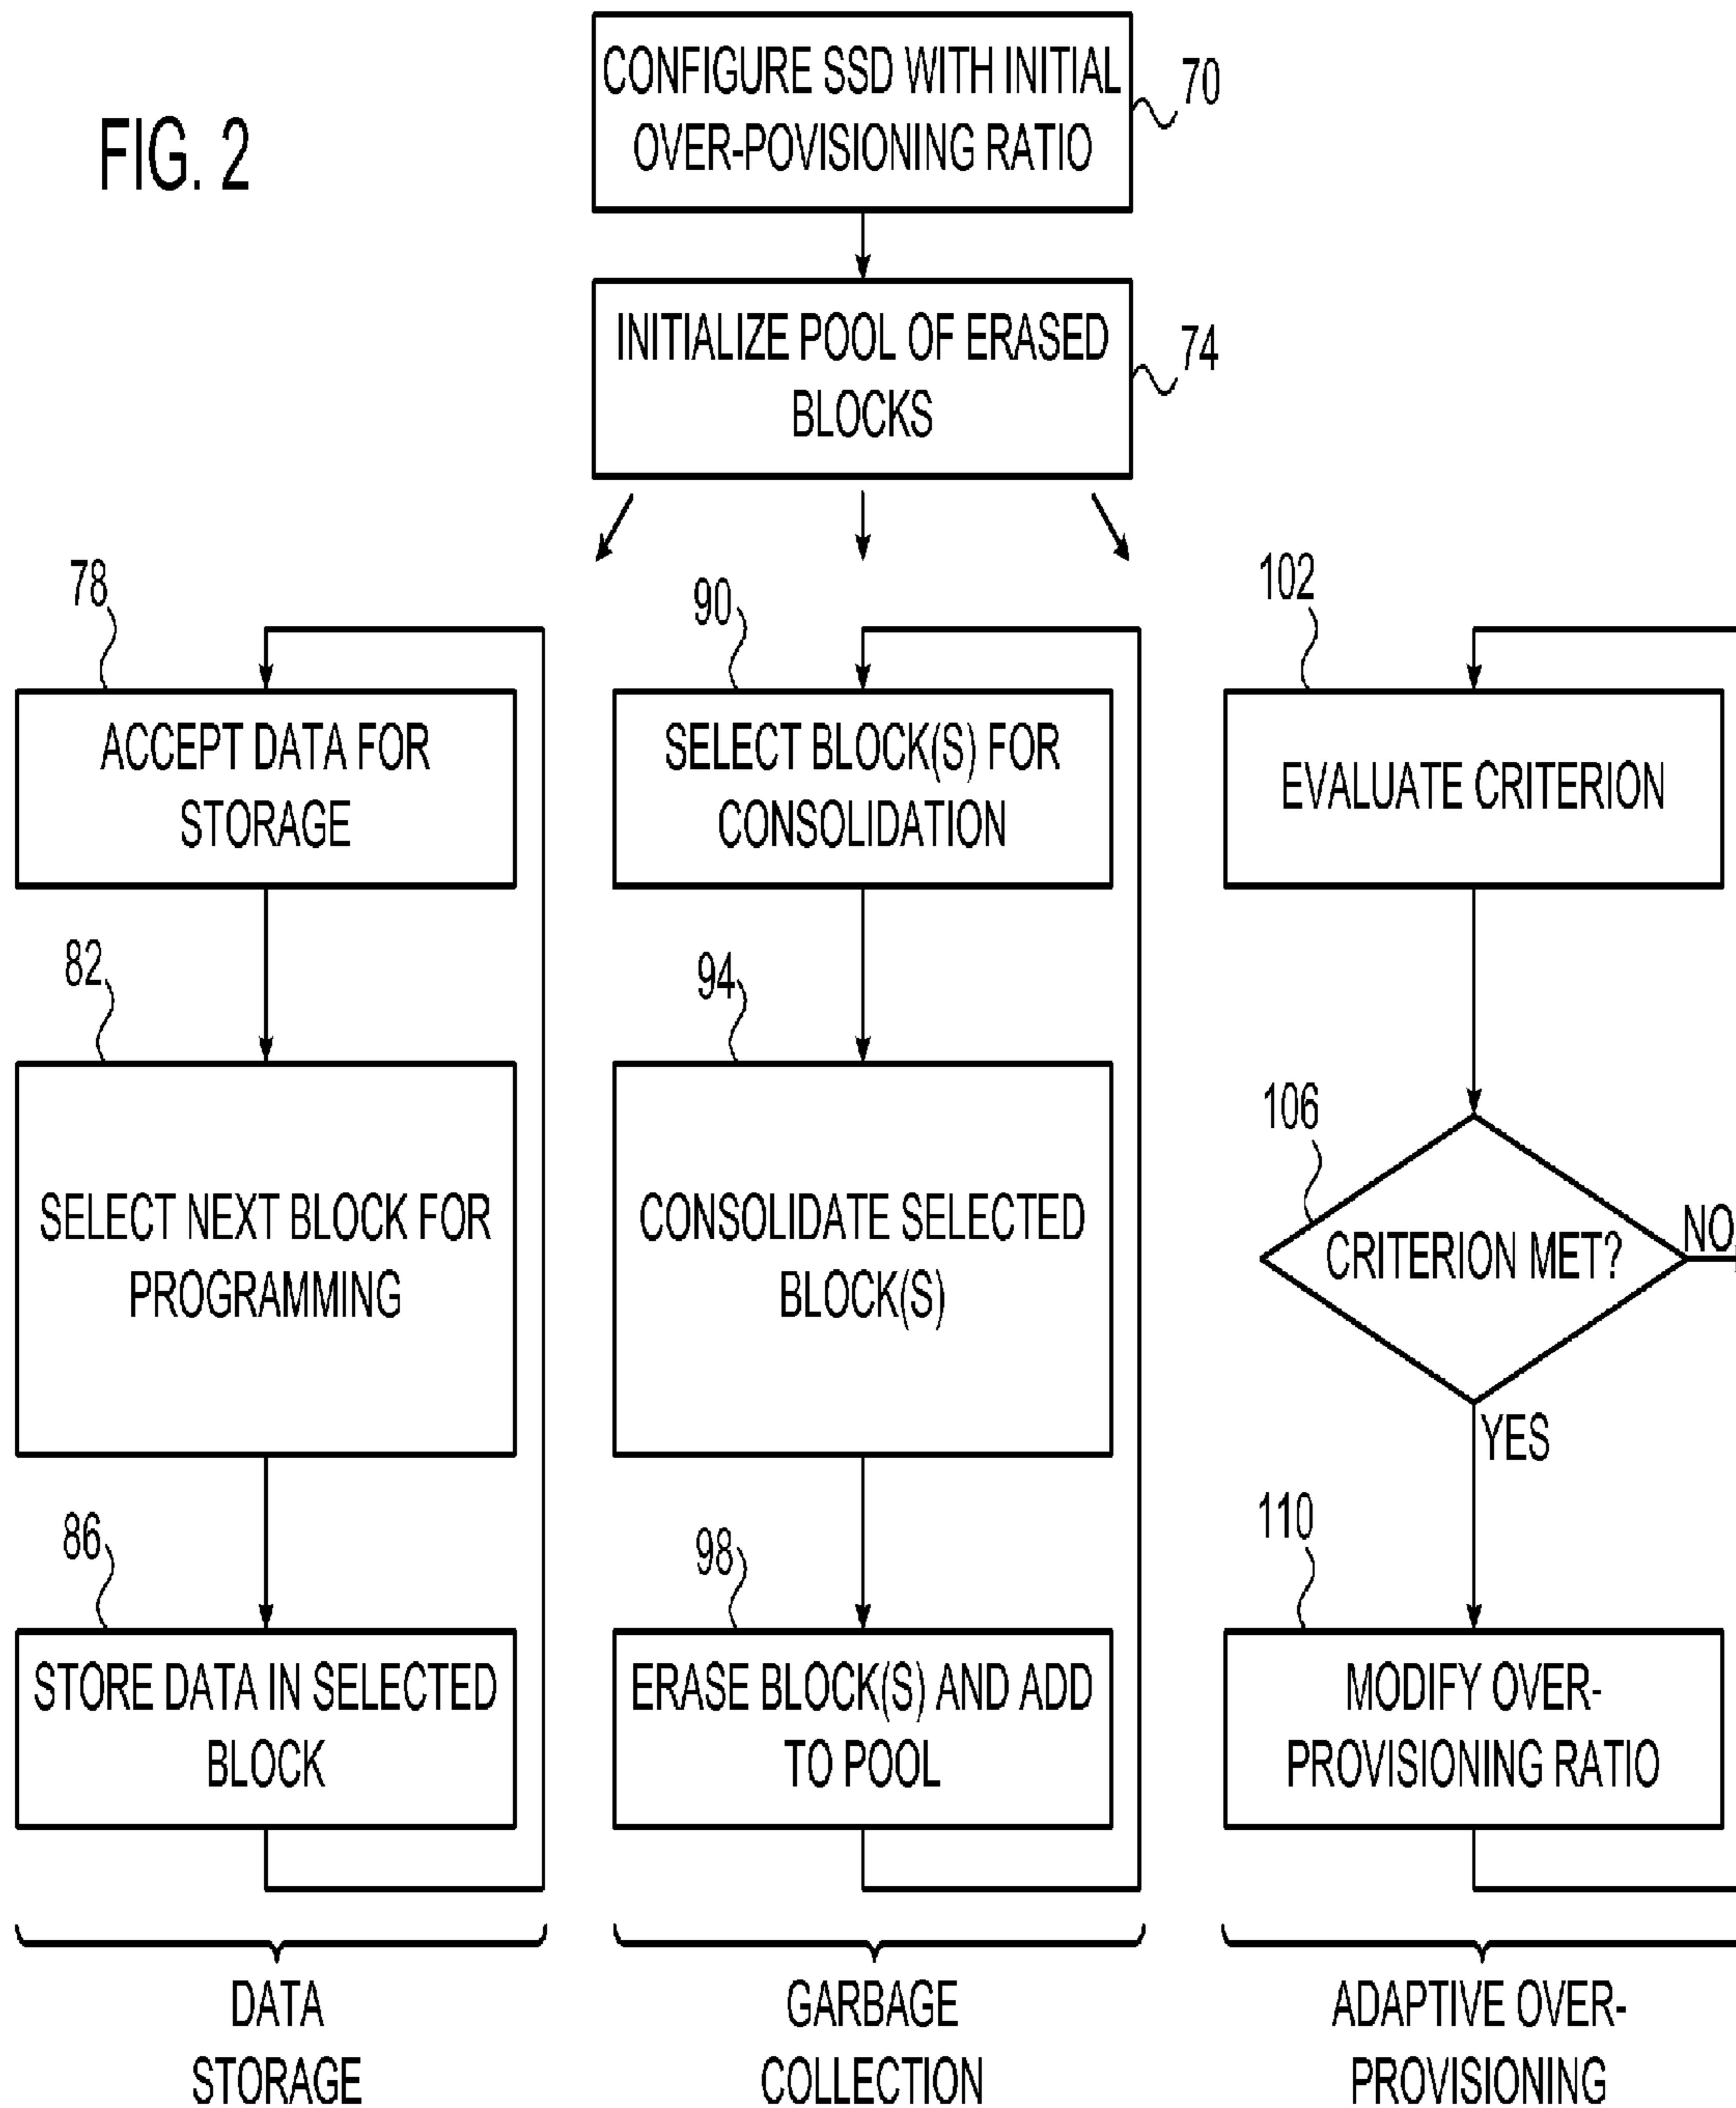 FIG. 2
CONFIGURE SSD WITH INITIAL
OVER-POVISIONING RATIO
70
INITIALIZE POOL OF ERASED
BLOCKS
74
78
ACCEPT DATA FOR
STORAGE
82
SELECT NEXT BLOCK FOR
PROGRAMMING
86
STORE DATA IN SELECTED
BLOCK
DATA
STORAGE
90
SELECT BLOCK(S) FOR
CONSOLIDATION
94
CONSOLIDATE SELECTED
BLOCK(S)
98
ERASE BLOCK(S) AND ADD
TO POOL
GARBAGE
COLLECTION
102
EVALUATE CRITERION
106
CRITERION MET?
NO
YES
110
MODIFY OVER-
PROVISIONING RATIO
ADAPTIVE OVER-
PROVISIONING